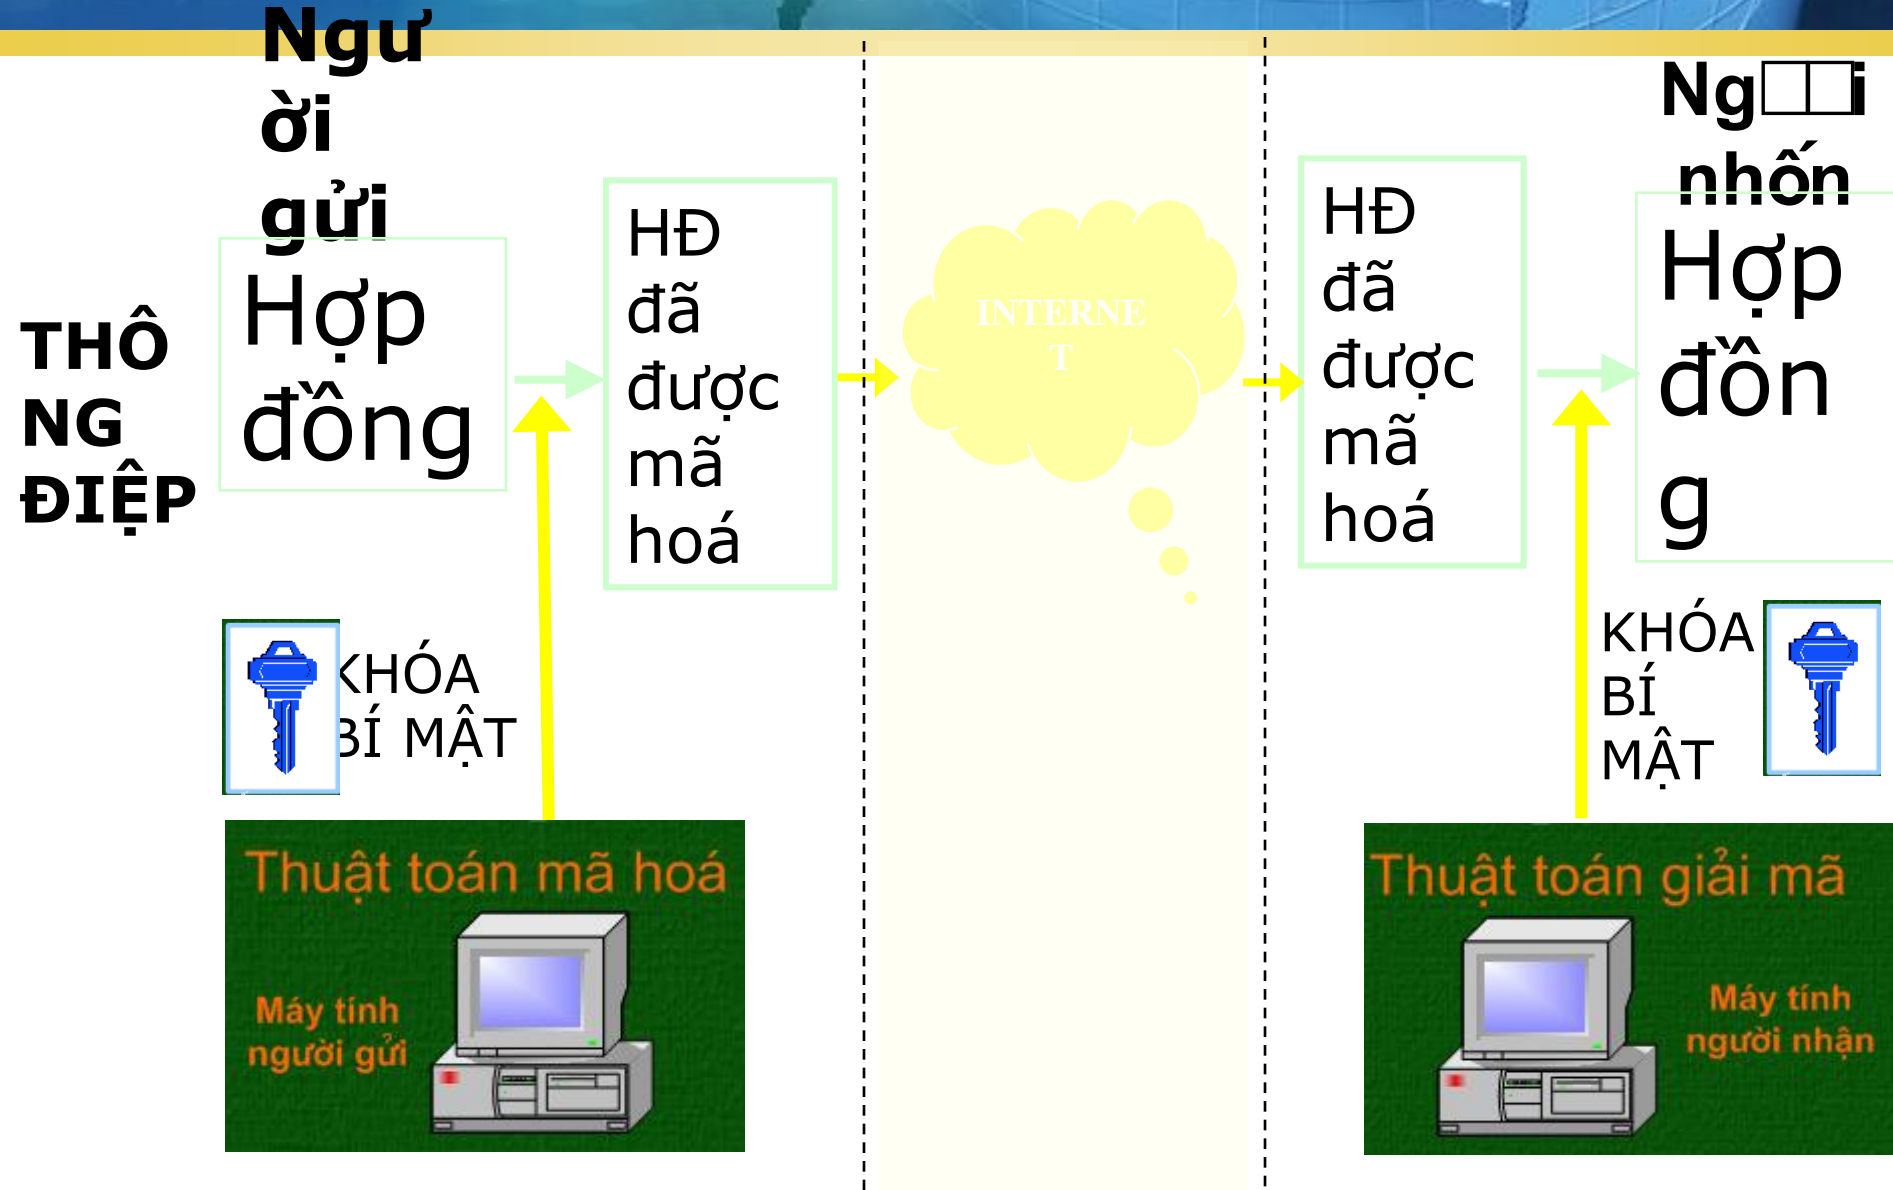 Ngư
ời
gửi
THÔ
NG
ĐIỆP
Hợp
đồng
HĐ
đã
được
mã
hoá
INTERNE
T
HĐ
đã
được
mã
hoá
Ng□□i
nhốn
Hợp
đồn
g
KHÓA
BÍ MẬT
KHÓA
BÍ
MẬT
Thuật toán mã hoá
Máy tính
người gửi
Thuật toán giải mã
Máy tính
người nhận